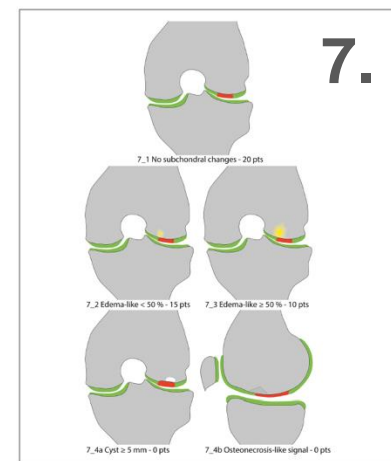 7.
7_1 No subchondral changes - 20 pts
7_2 Edema-like < 50 % - 15 pts
7_3 Edema-like ≥ 50 % - 10 pts
7_4a Cyst ≥ 5 mm - 0 pts
7_4b Osteonecrosis-like signal - 0 pts